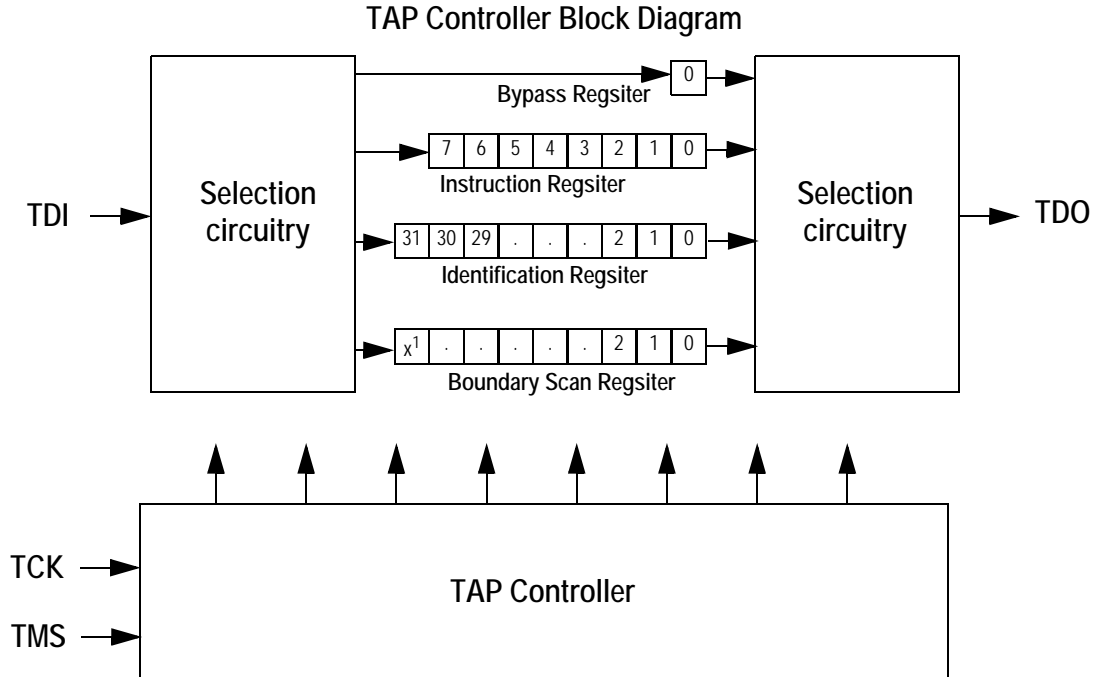 TAP Controller Block Diagram
0
Bypass Regsiter
7 6 5 4 3 2 1 0
Instruction Regsiter
Selection
circuitry
Selection
circuitry
TDI
TDO
31 30 29 . . . 2 1 0
Identification Regsiter
x¹ . . . . . 2 1 0
Boundary Scan Regsiter
TCK
TAP Controller
TMS